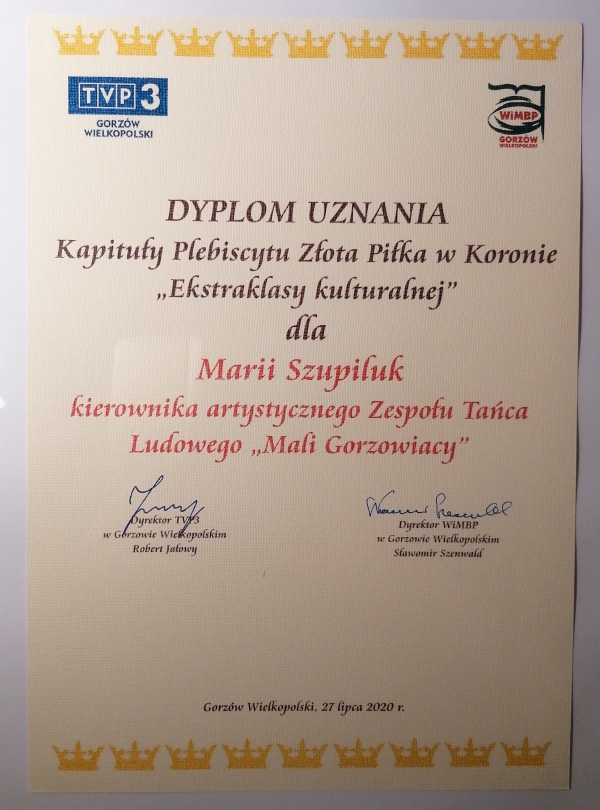 TVP3
GORZÓW
WIELKOPOLSKI
WiMBP
GORZÓW
WIELKOPOLSKI
DYPLOM UZNANIA
Kapituły Plebiscytu Złota Piłka w Koronie
„Ekstraklasy kulturalnej”
dla
Marii Szupiluk
kierownika artystycznego Zespołu Tańca
Ludowego „Mali Gorzowiacy”
Dyrektor TVP3
w Gorzowie Wielkopolskim
Robert Jałowy
Dyrektor WiMBP
w Gorzowie Wielkopolskim
Sławomir Szenwald
Gorzów Wielkopolski, 27 lipca 2020 r.